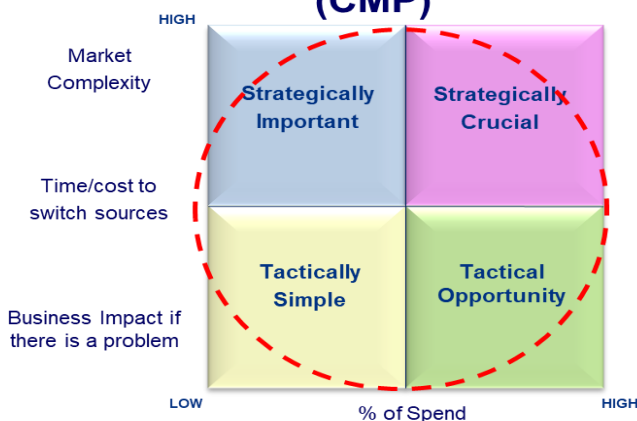 (CMP)
HIGH
Market
Complexity
Strategically
Important
Strategically
Crucial
Time/cost to
switch sources
Tactically
Simple
Tactical
Opportunity
Business Impact if
there is a problem
LOW
% of Spend
HIGH